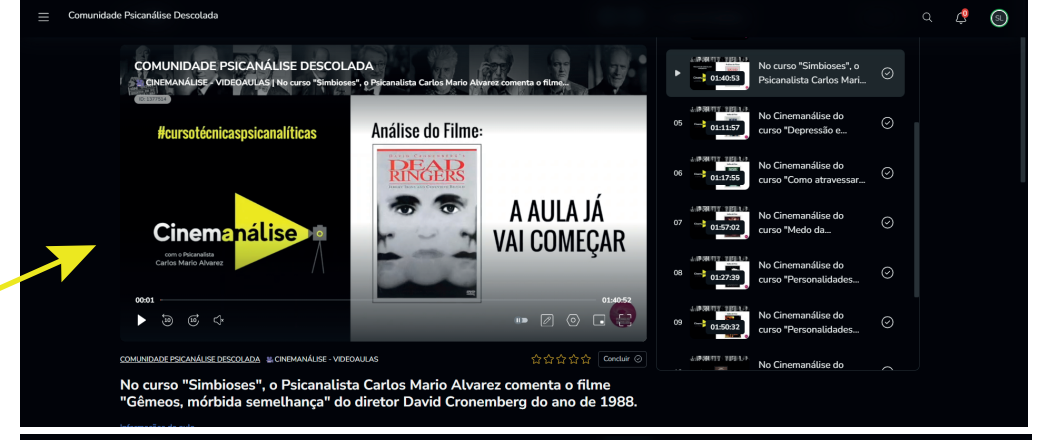 Comunidade Psicanálise Descolada
SL
COMUNIDADE PSICANÁLISE DESCOLADA
CINEMANÁLISE - VIDEOAULAS | No curso "Simbioses", o Psicanalista Carlos Mario Alvarez comenta o filme...
ID: 1377514
#cursotécnicaspsicanalíticas
Cinemanálise
com o Psicanalista
Carlos Mario Alvarez
Análise do Filme:
DEAD
RINGERS
A AULA JÁ
VAI COMEÇAR
00:01
01:40:52
10
10
COMUNIDADE PSICANÁLISE DESCOLADA
CINEMANÁLISE - VIDEOAULAS
Concluir
No curso "Simbioses", o Psicanalista Carlos Mario Alvarez comenta o filme
"Gêmeos, mórbida semelhança" do diretor David Cronemberg do ano de 1988.
01:40:53
No curso "Simbioses", o
Psicanalista Carlos Mari...
05
01:11:57
No Cinemanálise do
curso "Depressão e...
06
01:17:55
No Cinemanálise do
curso "Como atravessar...
07
01:57:02
No Cinemanálise do
curso "Medo da...
08
01:27:39
No Cinemanálise do
curso "Personalidades...
09
01:50:32
No Cinemanálise do
curso "Personalidades...
No Cinemanálise do